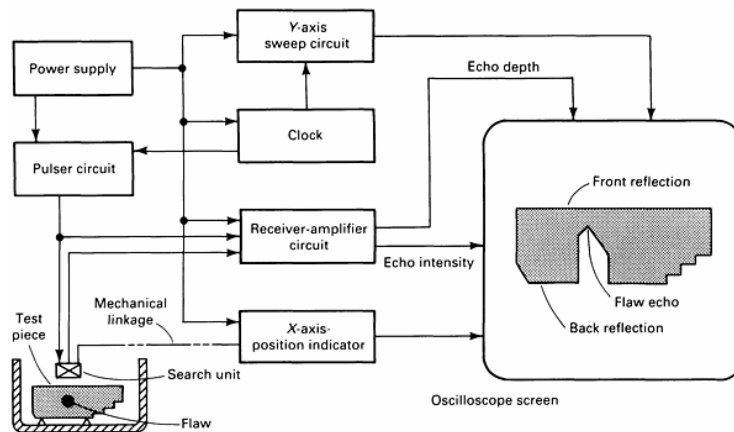 Y-axis
sweep circuit
Power supply
Echo depth
Clock
Pulser circuit
Front reflection
Receiver-amplifier
circuit
Echo intensity
Flaw echo
Mechanical
linkage
Back reflection
Test
piece
X-axis-
position indicator
Search unit
Oscilloscope screen
Flaw